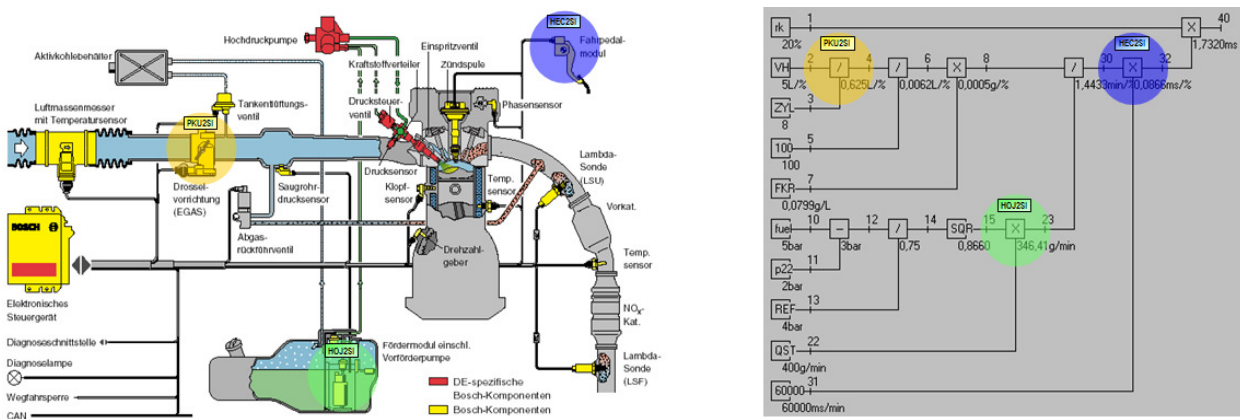 HEC2SI
Hochdruckpumpe
Einspritzventil
Fahrpedal-
modul
Aktivkohlebehälter
Kraftstoffverteiler
Zündspule
Drucksteuer-
ventil
Phasensensor
Luftmassenmesser
mit Temperatursensor
Tankentlüftungs-
ventil
PKU2SI
Lambda-
Sonde
(LSU)
Drucksensor
Drossel-
vorrichtung
(EGAS)
Saugrohr-
drucksensor
Klopf-
sensor
Temp.
sensor
Vorkat.
BOSCH
Abgas-
rückführventil
Drehzahl-
geber
Temp.
sensor
Elektronisches
Steuergerät
NOx-
Kat.
Diagnoseschnittstelle
HOJ2SI
Fördermodul einschl.
Vorförderpumpe
Diagnoselampe
Lambda-
Sonde
(LSF)
Wegfahrsperre
DE-spezifische
Bosch-Komponenten
CAN
Bosch-Komponenten
rk 1 X 40
20% 1,7320ms
PKU2SI HEC2SI
VH 2 / 4 / 6 X 8 / 30 X 32
5L/% 0,625L/% 0,0062L/% 0,0005g/% 1,4433min/% 0,0866ms/%
ZYL 3
8
100 5
100
FKR 7
0,0799g/L
HOJ2SI
fuel 10 − 12 / 14 SQR 15 X 23
5bar 3bar 0,75 0,8660 346,41g/min
p22 11
2bar
REF 13
4bar
QST 22
400g/min
60000 31
60000ms/min